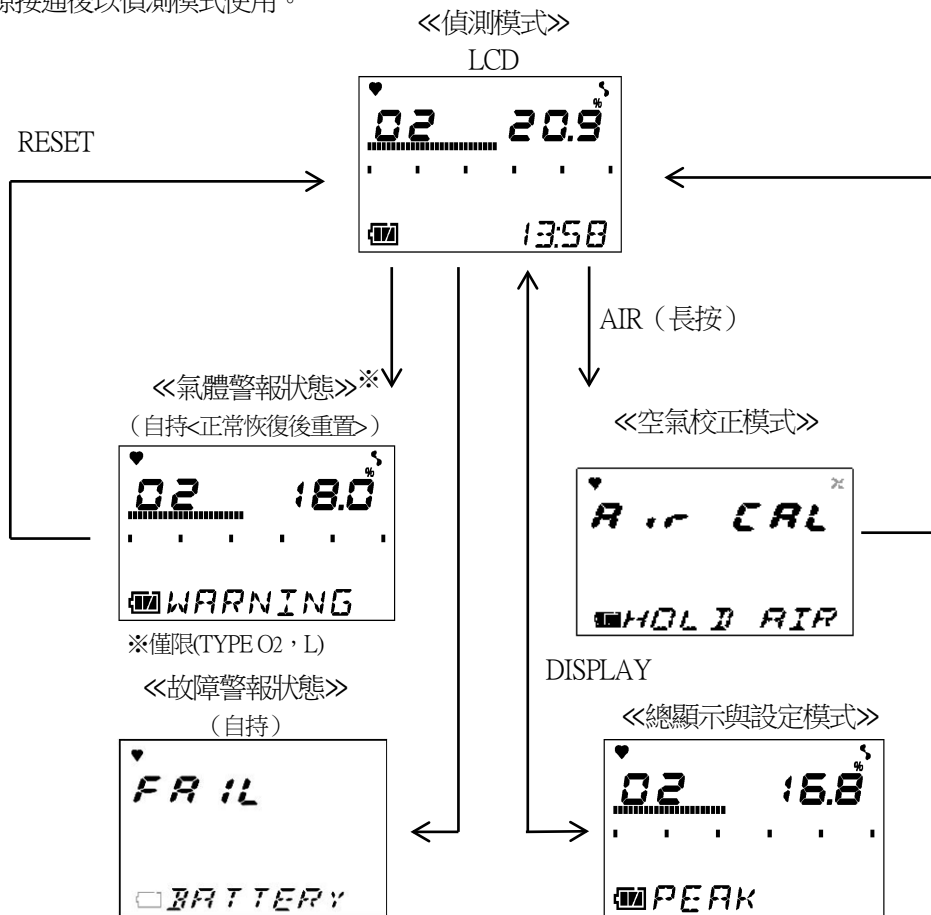 源接通後以偵測模式使用。
≪偵測模式≫
LCD
O2 20.9%
13:58
RESET
AIR（長按）
≪氣體警報狀態≫※
（自持<正常恢復後重置>）
O2 18.0%
WARNING
※僅限(TYPE O2，L)
≪空氣校正模式≫
Air CAL
HOLD AIR
DISPLAY
≪故障警報狀態≫
（自持）
FAIL
BATTERY
≪總顯示與設定模式≫
O2 16.8%
PEAK